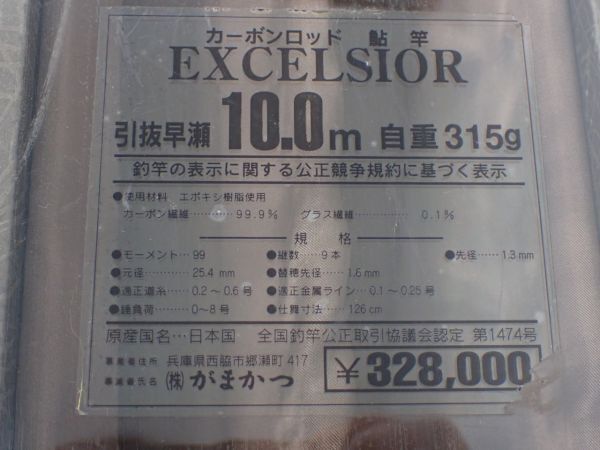 カーボンロッド 鮎竿
EXCELSIOR
引抜早瀬 10.0m 自重315g
釣竿の表示に関する公正競争規約に基づく表示
●使用材料 エポキシ樹脂使用
カーボン繊維…………99.9% グラス繊維……………0.1%
規格
●モーメント…99 ●継数……9本 ●先径……1.3mm
●元径…………25.4mm ●替穂先径……1.6mm
●適正道糸……0.2～0.6号 ●適正金属ライン…0.1～0.25号
●錘負荷………0～8号 ●仕舞寸法……126cm
原産国名…日本国 全国釣竿公正取引協議会認定 第1474号
事業者住所 兵庫県西脇市郷瀬町417
事業者氏名 (株)がまかつ
¥328,000